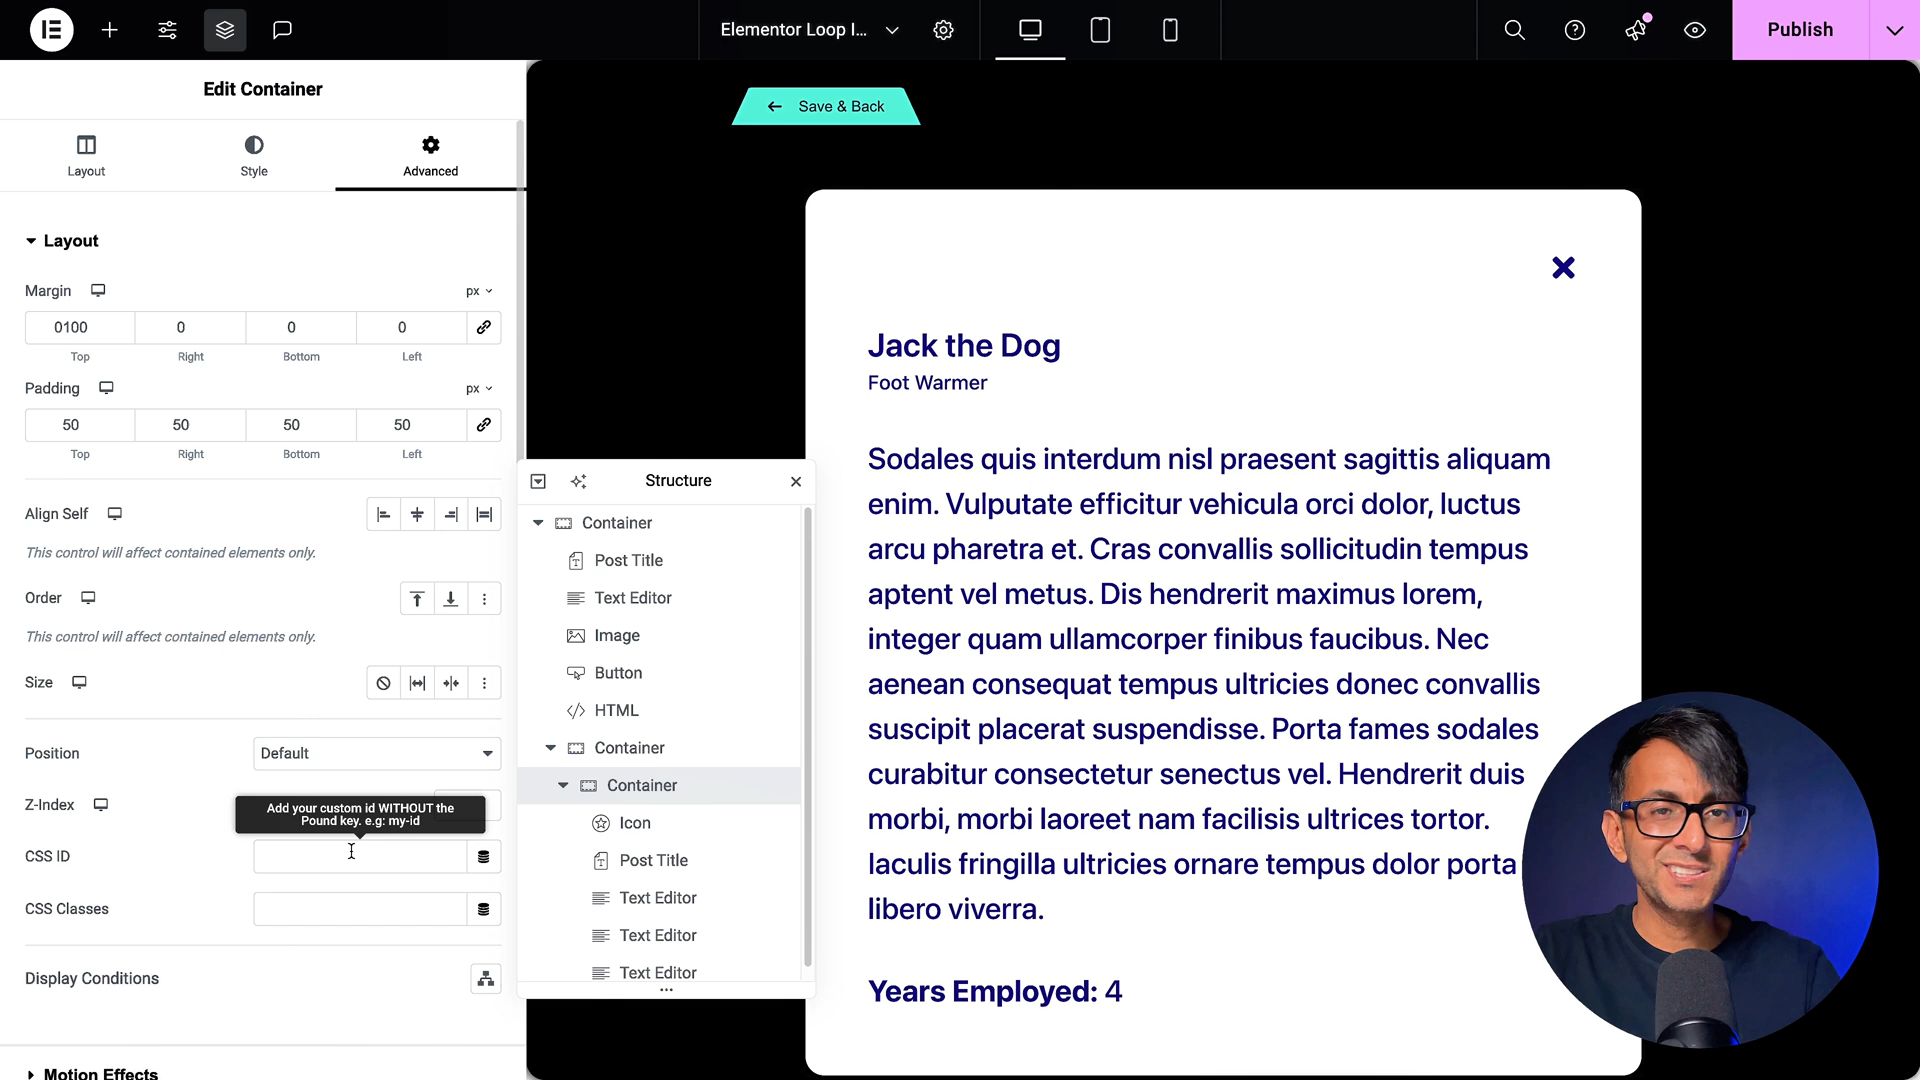 Elementor Loop I...
Publish
Edit Container
Save & Back
Layout
Style
Advanced
Layout
Margin
px
0100
0
0
0
Top
Right
Bottom
Left
Padding
px
50
50
50
50
Top
Right
Bottom
Left
Align Self
This control will affect contained elements only.
Order
This control will affect contained elements only.
Size
Position
Default
Z-Index
Add your custom id WITHOUT the
Pound key. e.g: my-id
CSS ID
CSS Classes
Display Conditions
Motion Effects
Structure
Container
Post Title
Text Editor
Image
Button
HTML
Container
Container
Icon
Post Title
Text Editor
Text Editor
Text Editor
Jack the Dog
Foot Warmer
Sodales quis interdum nisl praesent sagittis aliquam
enim. Vulputate efficitur vehicula orci dolor, luctus
arcu pharetra et. Cras convallis sollicitudin tempus
aptent vel metus. Dis hendrerit maximus lorem,
integer quam ullamcorper finibus faucibus. Nec
aenean consequat tempus ultricies donec convallis
suscipit placerat suspendisse. Porta fames sodales
curabitur consectetur senectus vel. Hendrerit duis
morbi, morbi laoreet nam facilisis ultrices tortor.
Iaculis fringilla ultricies ornare tempus dolor porta
libero viverra.
Years Employed: 4